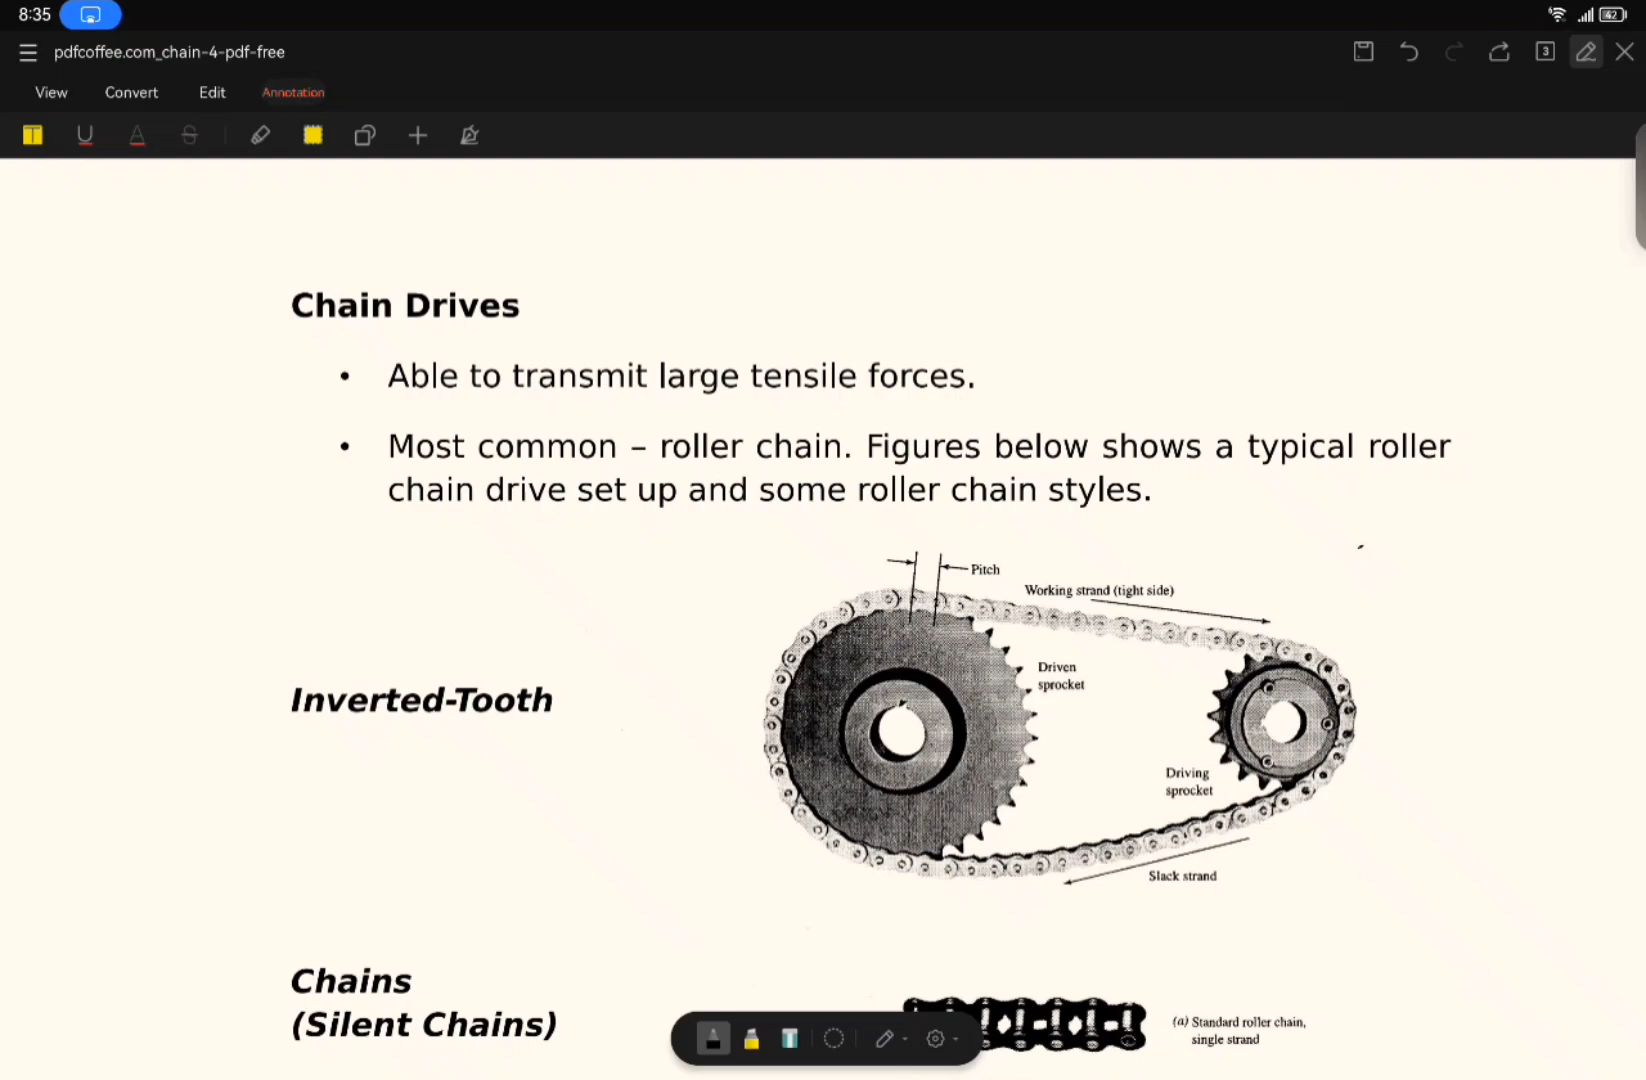 8:35
42
pdfcoffee.com_chain-4-pdf-free
3
View Convert Edit Annotation
T U A S
Chain Drives
• Able to transmit large tensile forces.
• Most common – roller chain. Figures below shows a typical roller
chain drive set up and some roller chain styles.
Pitch
Working strand (tight side)
Driven
sprocket
Inverted-Tooth
Driving
sprocket
Slack strand
Chains
(Silent Chains)
(a) Standard roller chain,
single strand